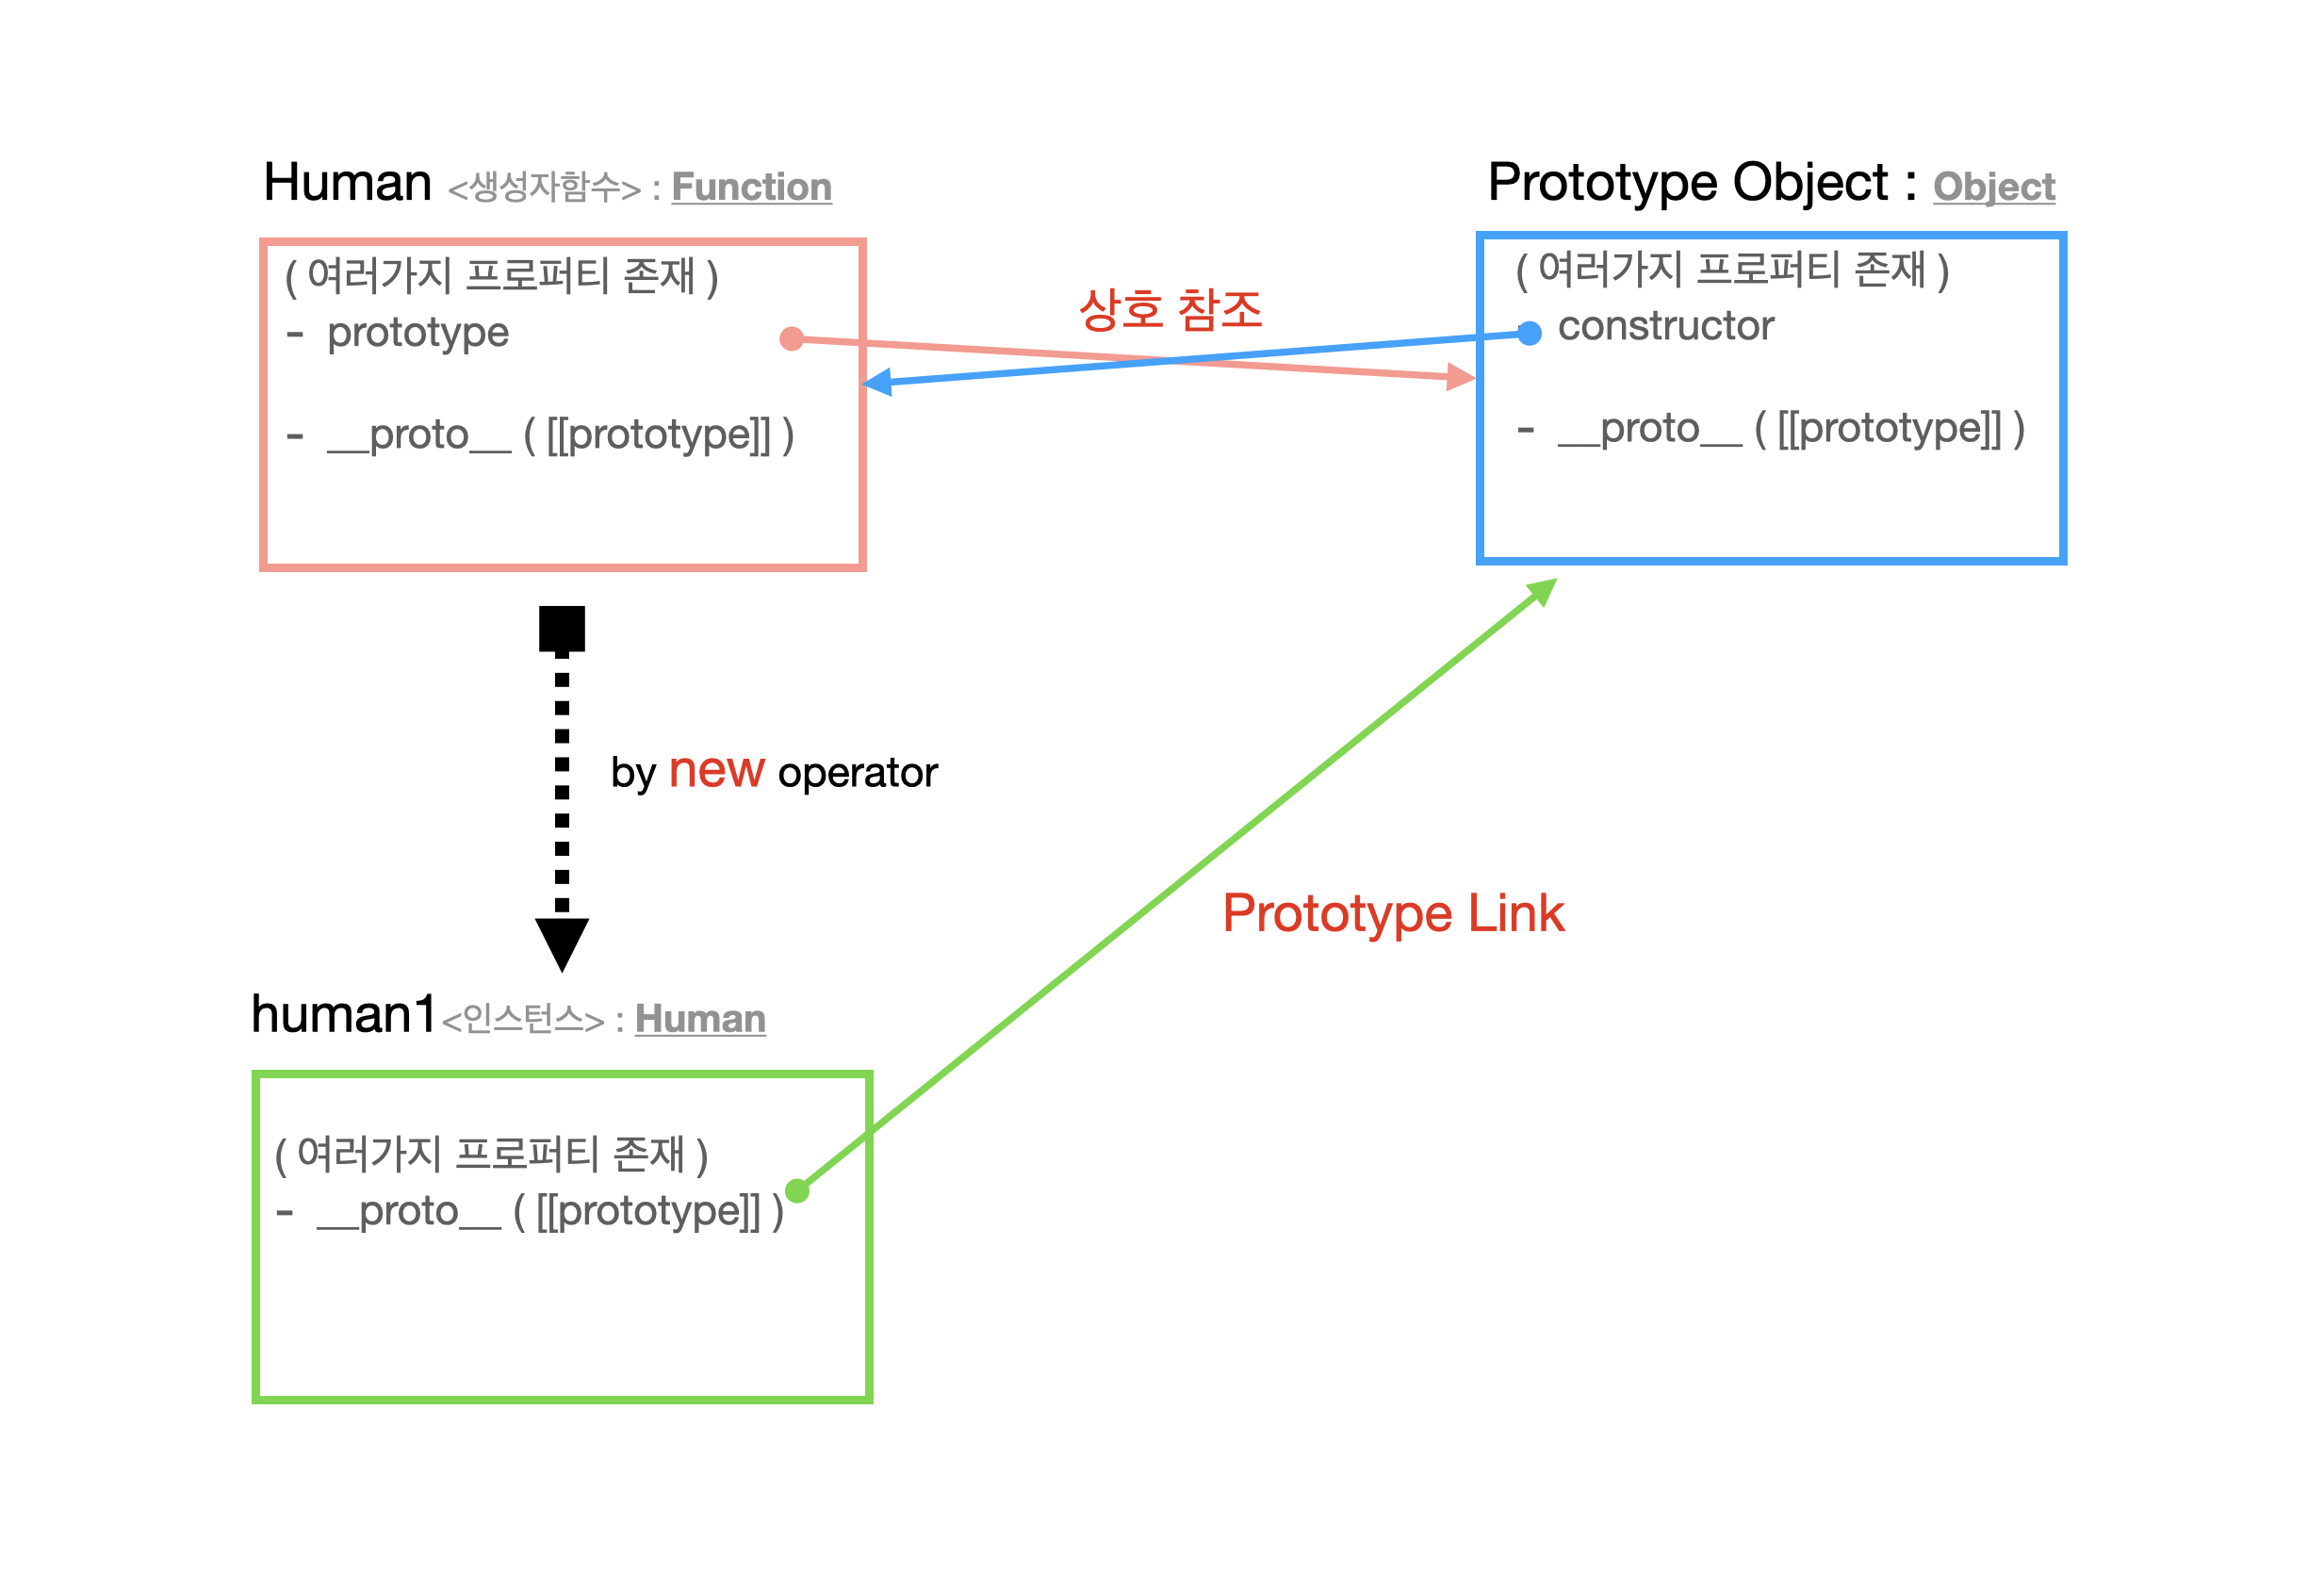 Human <생성자함수> : Function
( 여러가지 프로퍼티 존재 )
- prototype
- __proto__ ( [[prototype]] )
상호 참조
Prototype Object : Object
( 여러가지 프로퍼티 존재 )
- constructor
- __proto__ ( [[prototype]] )
by new operator
Prototype Link
human1 <인스턴스> : Human
( 여러가지 프르퍼티 존재 )
- __proto__ ( [[prototype]] )